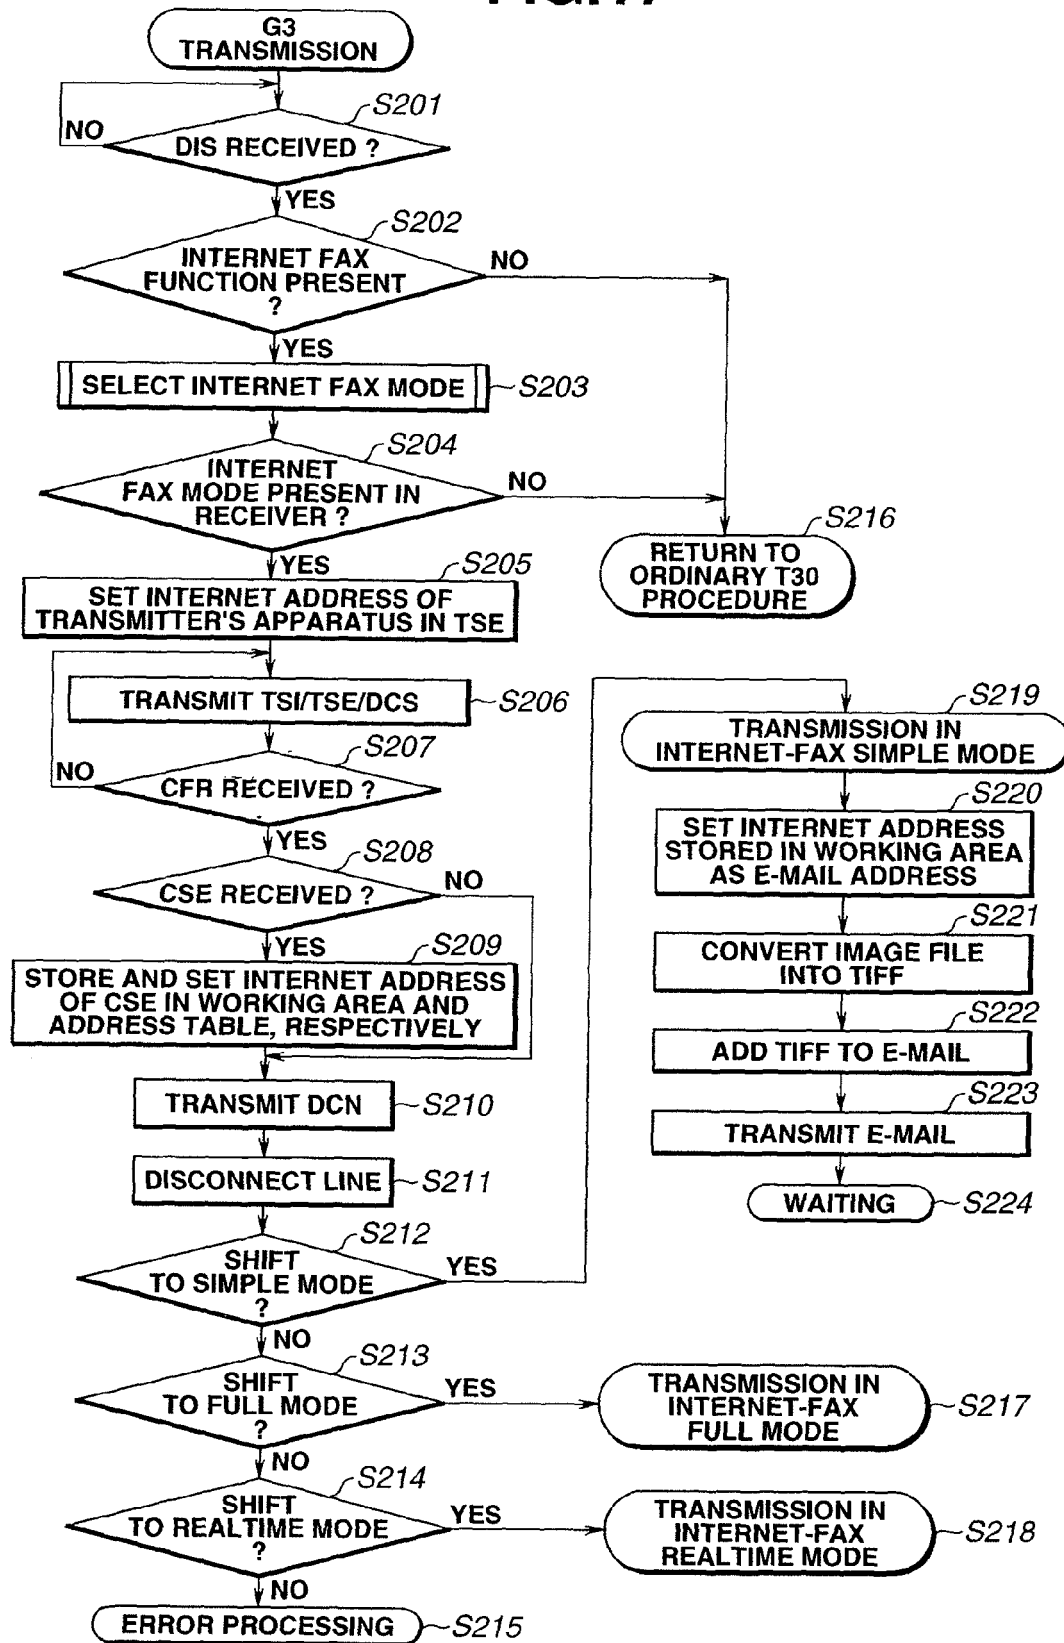 G3
TRANSMISSION
S201
NO
DIS RECEIVED ?
YES
S202
INTERNET FAX
FUNCTION PRESENT
?
NO
YES
SELECT INTERNET FAX MODE
S203
S204
INTERNET
FAX MODE PRESENT IN
RECEIVER ?
NO
S216
RETURN TO
ORDINARY T30
PROCEDURE
YES
S205
SET INTERNET ADDRESS OF
TRANSMITTER'S APPARATUS IN TSE
TRANSMIT TSI/TSE/DCS
S206
S207
NO
CFR RECEIVED ?
YES
S208
CSE RECEIVED ?
NO
YES
S209
STORE AND SET INTERNET ADDRESS
OF CSE IN WORKING AREA AND
ADDRESS TABLE, RESPECTIVELY
TRANSMIT DCN
S210
DISCONNECT LINE
S211
S212
SHIFT
TO SIMPLE MODE
?
YES
NO
S213
SHIFT
TO FULL MODE
?
YES
TRANSMISSION IN
INTERNET-FAX
FULL MODE
S217
NO
S214
SHIFT
TO REALTIME MODE
?
YES
TRANSMISSION IN
INTERNET-FAX
REALTIME MODE
S218
NO
ERROR PROCESSING
S215
S219
TRANSMISSION IN
INTERNET-FAX SIMPLE MODE
S220
SET INTERNET ADDRESS
STORED IN WORKING AREA
AS E-MAIL ADDRESS
S221
CONVERT IMAGE FILE
INTO TIFF
S222
ADD TIFF TO E-MAIL
S223
TRANSMIT E-MAIL
WAITING
S224